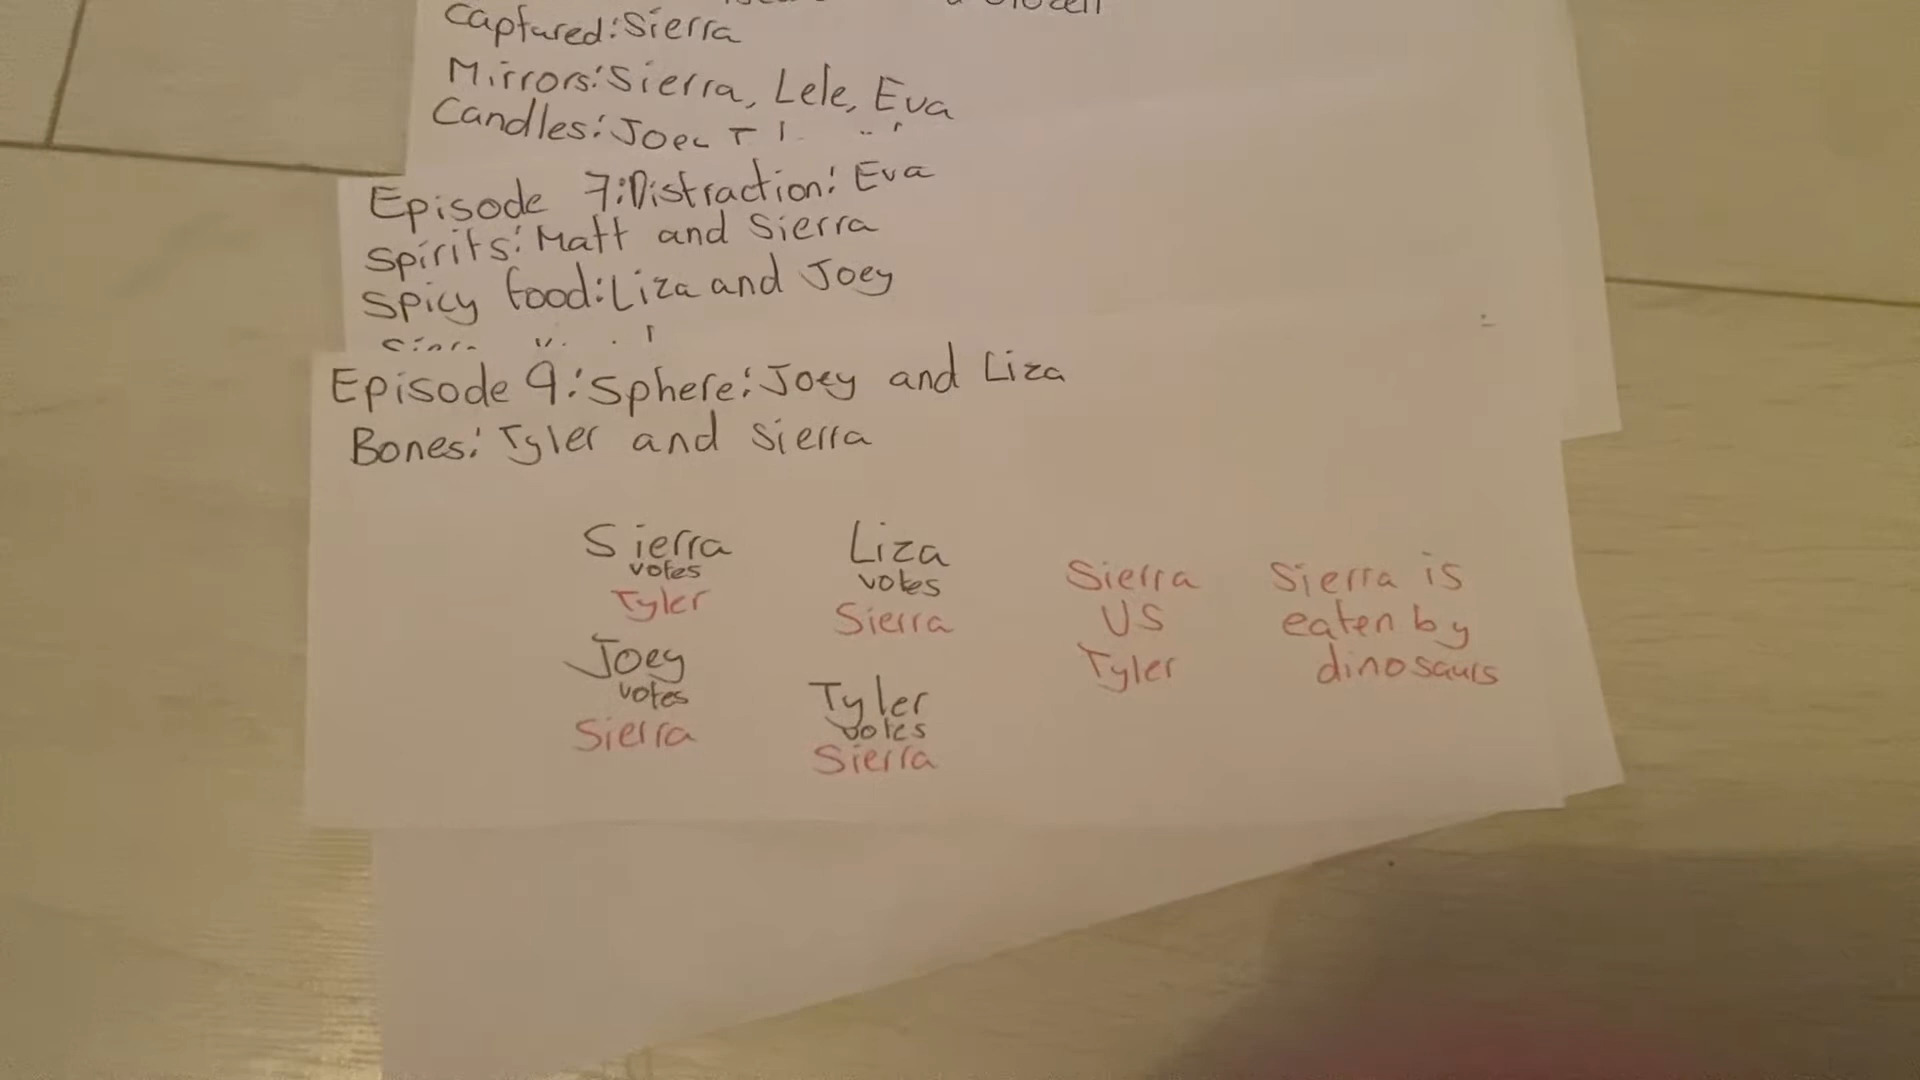 Captured: Sierra
Mirrors: Sierra, Lele, Eva
Candles: Joey
Episode 7: Distraction: Eva
Spirits: Matt and Sierra
Spicy food: Liza and Joey
Episode 9: Sphere: Joey and Liza
Bones: Tyler and Sierra
Sierra
votes
Tyler
Liza
votes
Sierra
Joey
votes
Sierra
Tyler
votes
Sierra
Sierra
VS
Tyler
Sierra is
eaten by
dinosaurs